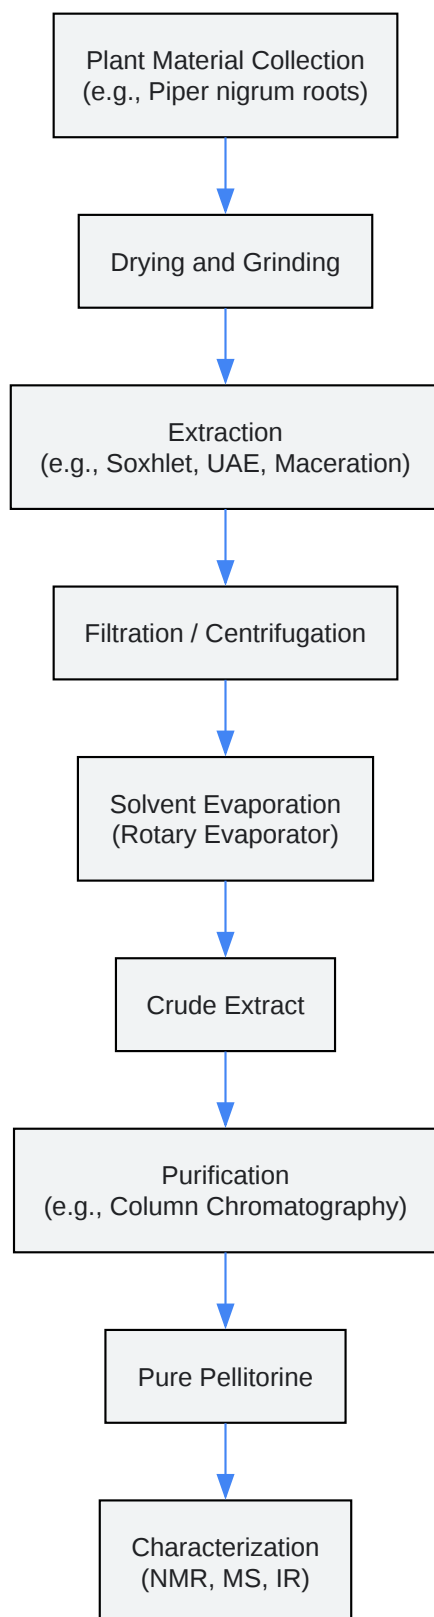 Plant Material Collection
(e.g., Piper nigrum roots)
Drying and Grinding
Extraction
(e.g., Soxhlet, UAE, Maceration)
Filtration / Centrifugation
Solvent Evaporation
(Rotary Evaporator)
Crude Extract
Purification
(e.g., Column Chromatography)
Pure Pellitorine
Characterization
(NMR, MS, IR)